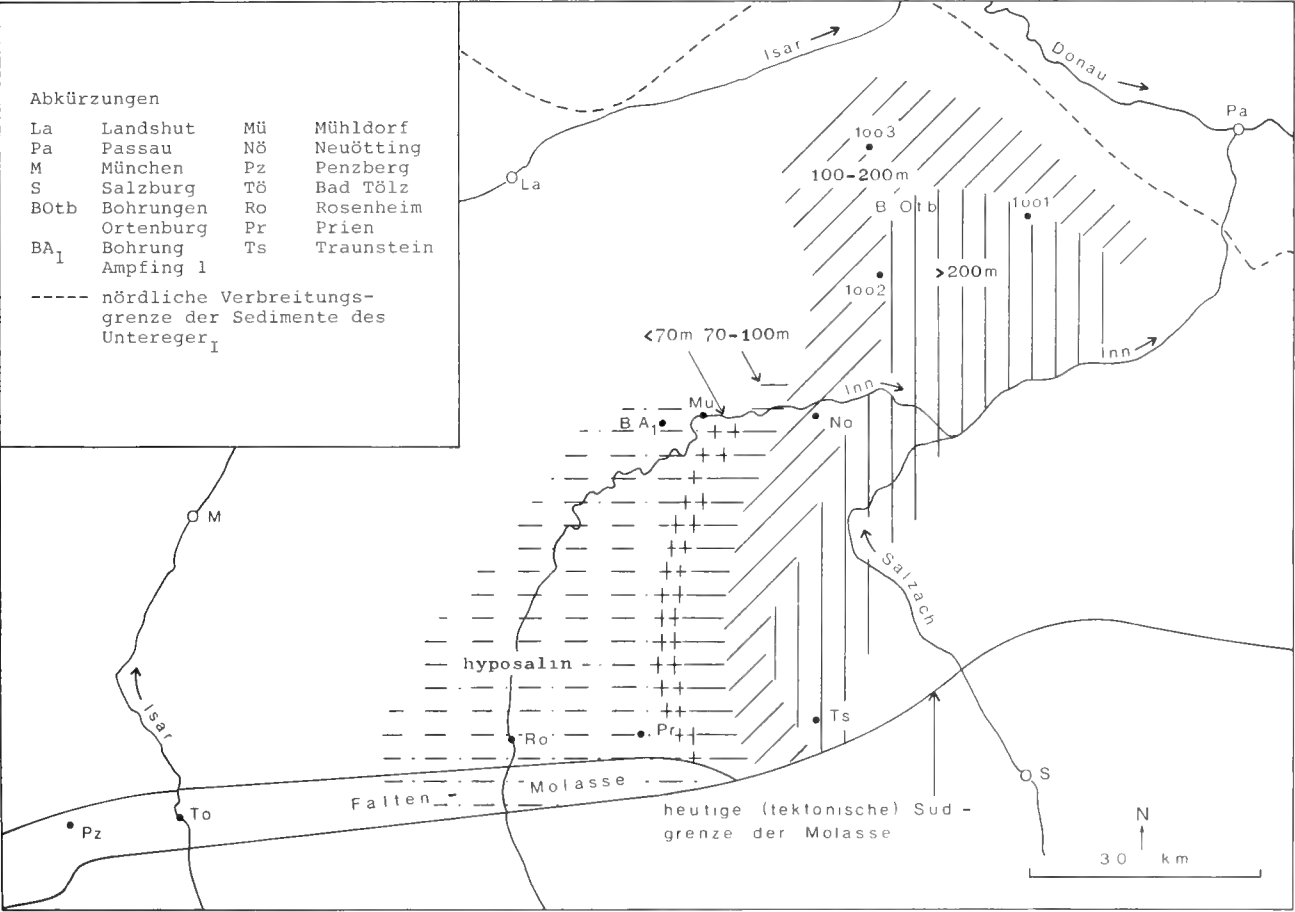 Abkürzungen
La Landshut Mü Mühldorf
Pa Passau Nö Neuötting
M München Pz Penzberg
S Salzburg Tö Bad Tölz
BOtb Bohrungen Ro Rosenheim
Ortenburg Pr Prien
BA1 Bohrung Ts Traunstein
Ampfing 1
----- nördliche Verbreitungs-
grenze der Sedimente des
UnteregerI
Isar
Donau
Pa
La
1oo3
100-200m
B Otb
1oo1
>200m
1oo2
<70m 70-100m
Inn
Inn
Mu
B A1
No
M
Salzach
hyposalin
Isar
Ro
Pr
Ts
S
Falten - Molasse
To
Pz
heutige (tektonische) Sud-
grenze der Molasse
N
30 km